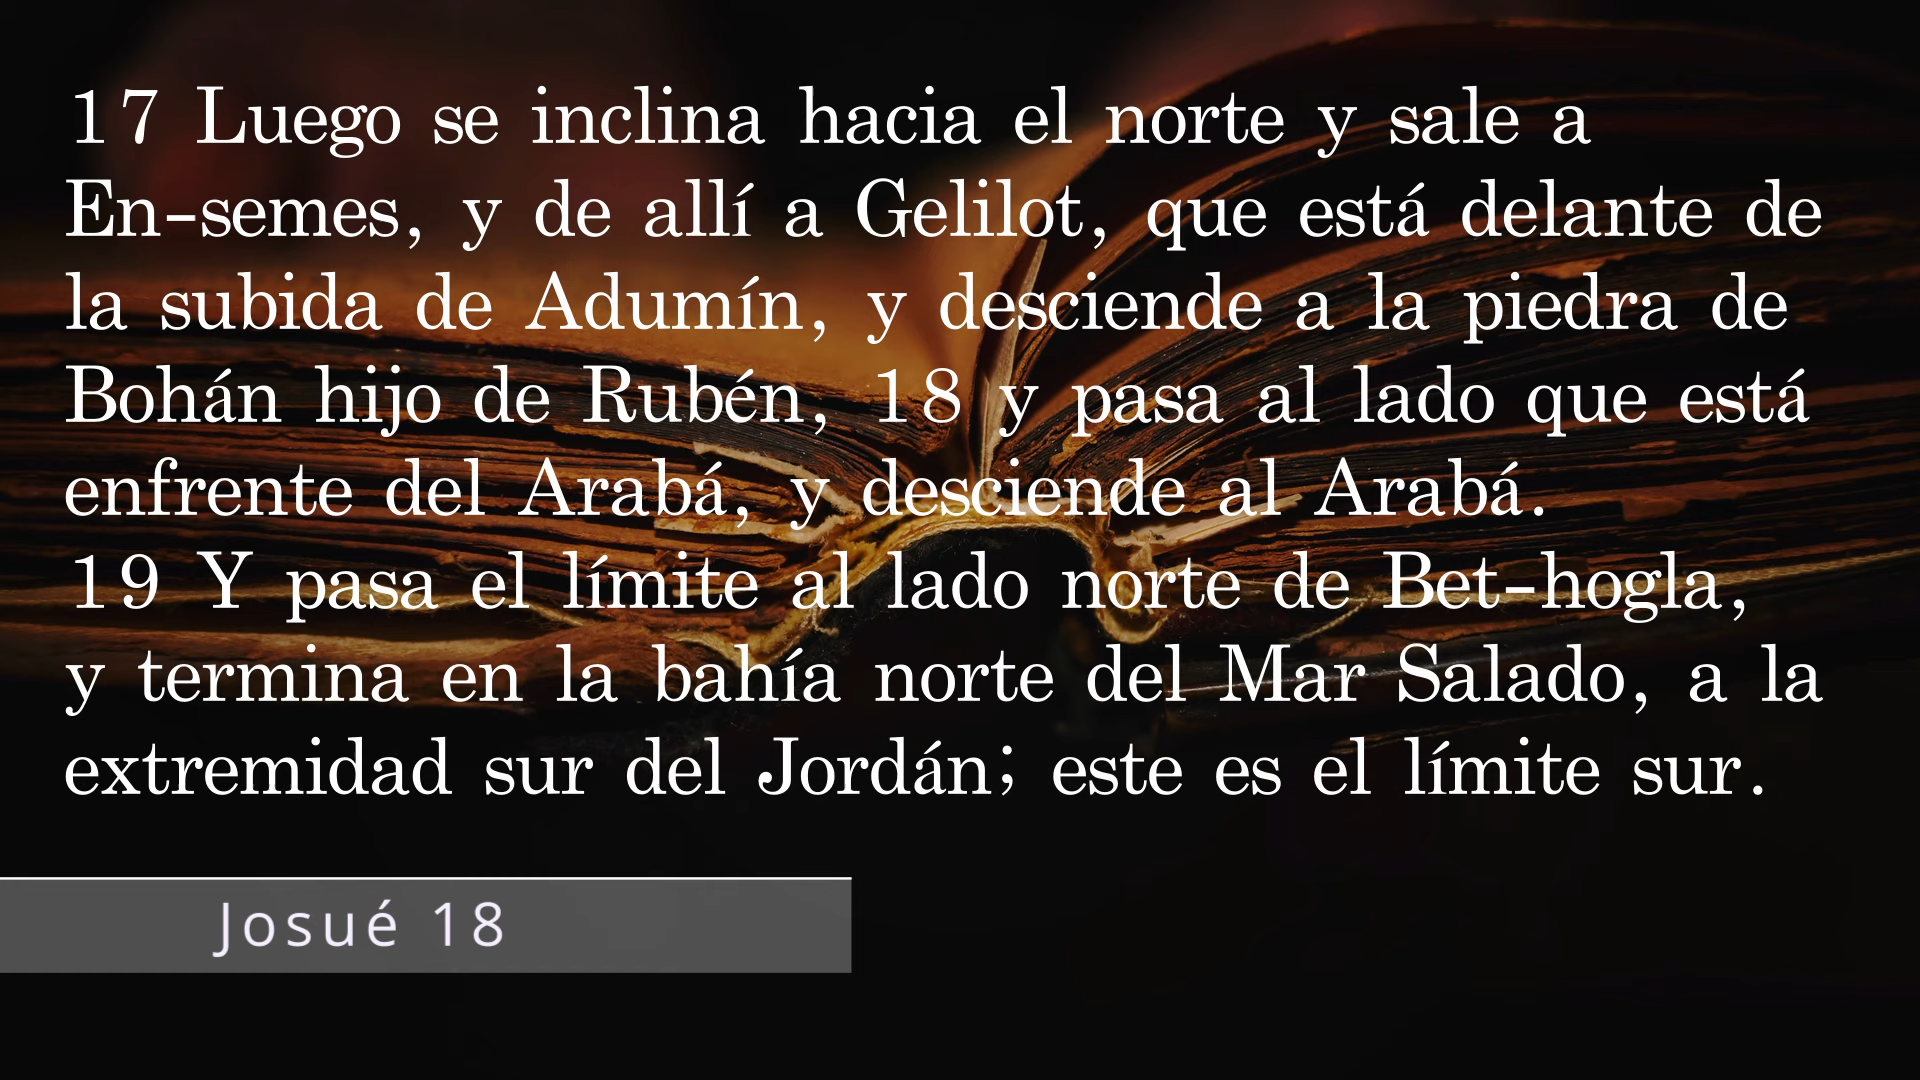 17 Luego se inclina hacia el norte y sale a
En-semes, y de allí a Gelilot, que está delante de
la subida de Adumín, y desciende a la piedra de
Bohán hijo de Rubén, 18 y pasa al lado que está
enfrente del Arabá, y desciende al Arabá.
19 Y pasa el límite al lado norte de Bet-hogla,
y termina en la bahía norte del Mar Salado, a la
extremidad sur del Jordán; este es el límite sur.
Josué 18